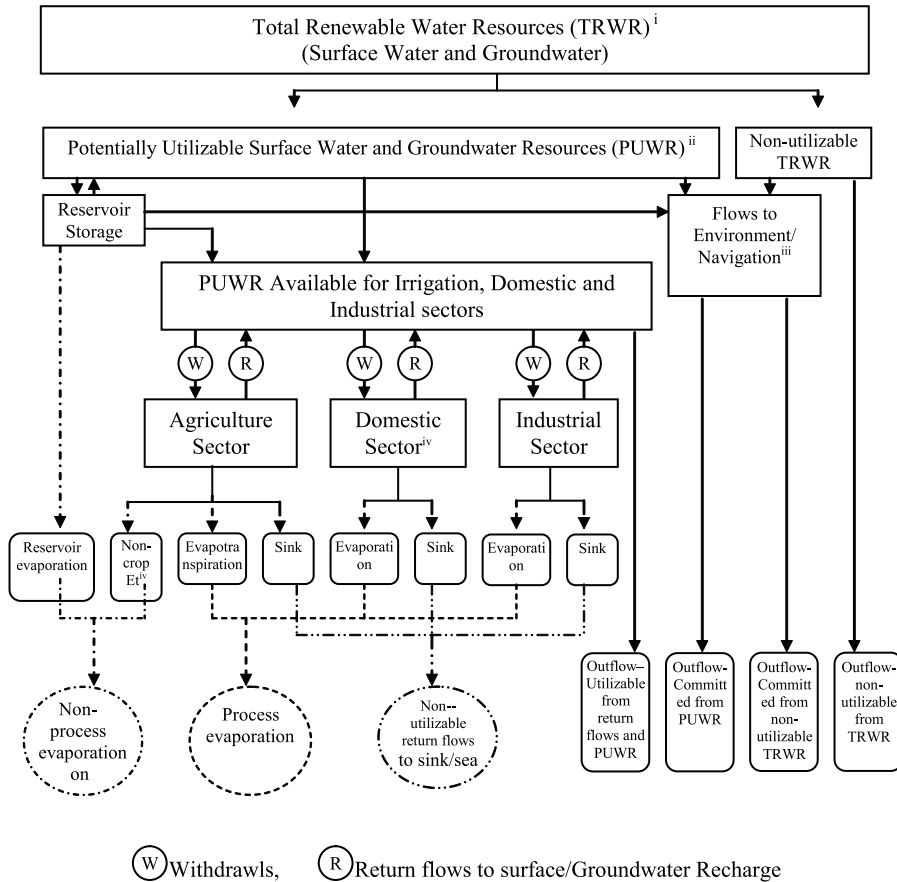 Total Renewable Water Resources (TRWR) i
(Surface Water and Groundwater)
Potentially Utilizable Surface Water and Groundwater Resources (PUWR) ii
Non-utilizable
TRWR
Reservoir
Storage
Flows to
Environment/
Navigation iii
PUWR Available for Irrigation, Domestic and
Industrial sectors
W
R
W
R
W
R
Agriculture
Sector
Domestic
Sector iv
Industrial
Sector
Reservoir
evaporation
Non-
crop
Et iv
Evapotra
nspiration
Sink
Evaporati
on
Sink
Evaporati
on
Sink
Non-
process
evaporation
on
Process
evaporation
Non--
utilizable
return flows
to sink/sea
Outflow–
Utilizable
from
return
flows and
PUWR
Outflow-
Commit
ted
from
PUWR
Outflow-
Committ
ed from
non-
utilizable
TRWR
Outflow-
non-
utilizable
from
TRWR
W Withdrawls, R Return flows to surface/Groundwater Recharge